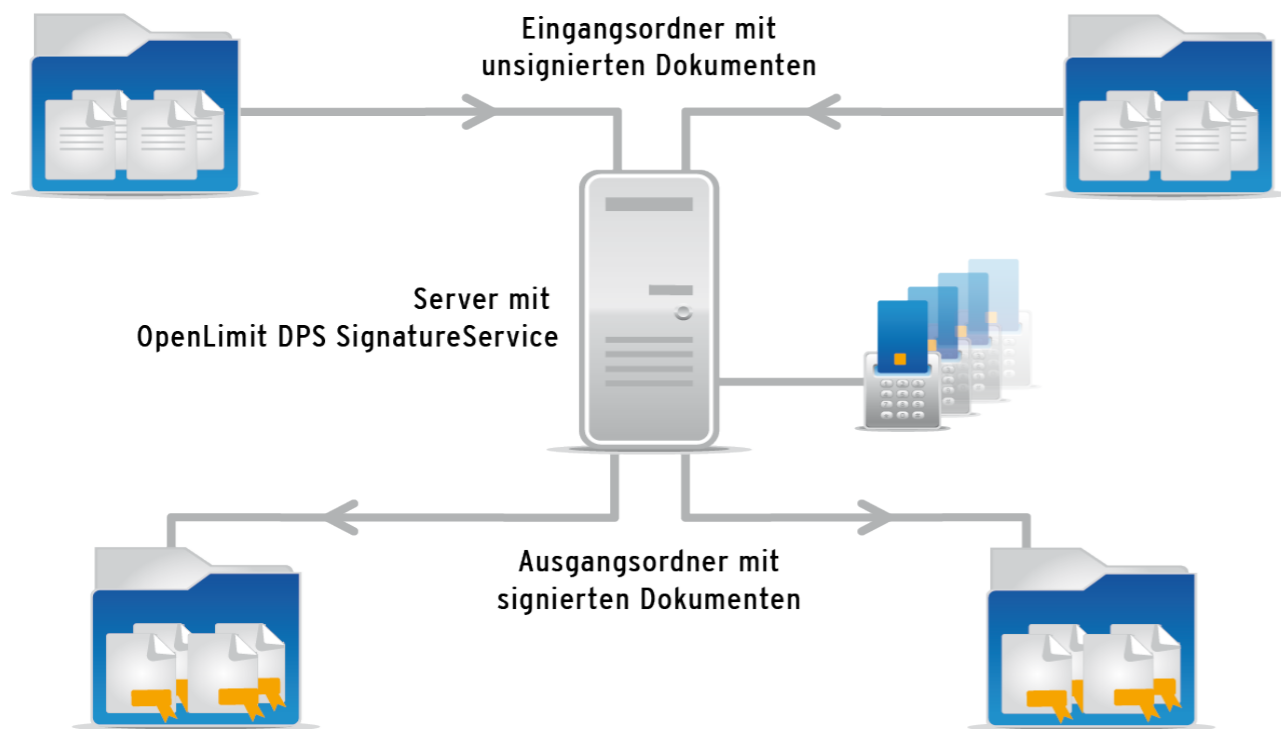 Eingangsordner mit
unsignierten Dokumenten
Server mit
OpenLimit DPS SignatureService
Ausgangsordner mit
signierten Dokumenten